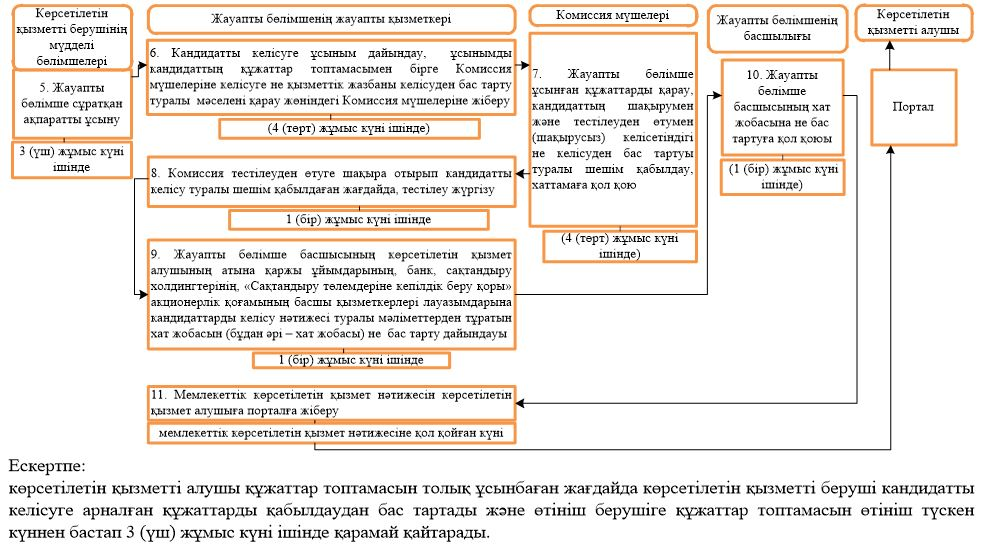 Көрсетілетін
қызметті берушінің
мүдделі
бөлімшелері
Жауапты бөлімшенің жауапты қызметкері
Комиссия мүшелері
Жауапты бөлімшенің
басшылығы
Көрсетілетін
қызметті алушы
5. Жауапты
бөлімше сұратқан
ақпаратты ұсыну
3 (үш) жұмыс күні
ішінде
6. Кандидатты келісуге ұсыным дайындау, ұсынымды
кандидаттың құжаттар топтамасымен бірге Комиссия
мүшелеріне келісуге не қызметтік жазбаны келісуден бас тарту
туралы мәселені қарау жөніндегі Комиссия мүшелеріне жіберу
(4 (төрт) жұмыс күні ішінде)
7. Жауапты бөлімше
ұсынған құжаттарды қарау,
кандидаттың шақырумен
және тестілеуден өтумен
(шақырусыз) келісетіндігі
не келісуден бас тартуы
туралы шешім қабылдау,
хаттамаға қол қою
(4 (төрт) жұмыс күні
ішінде)
8. Комиссия тестілеуден өтуге шақыра отырып кандидатты
келісу туралы шешім қабылдаған жағдайда, тестілеу жүргізу
1 (бір) жұмыс күні ішінде
9. Жауапты бөлімше басшысының көрсетілетін қызмет
алушының атына қаржы ұйымдарының, банк, сақтандыру
холдингтерінің, «Сақтандыру төлемдеріне кепілдік беру қоры»
акционерлік қоғамының басшы қызметкерлері лауазымдарына
кандидаттарды келісу нәтижесі туралы мәліметтерден тұратын
хат жобасын (бұдан әрі – хат жобасы) не бас тарту дайындауы
1 (бір) жұмыс күні ішінде
10. Жауапты
бөлімше
басшысының хат
жобасына не бас
тартуға қол қоюы
(1 (бір) жұмыс күні
ішінде)
Портал
11. Мемлекеттік көрсетілетін қызмет нәтижесін көрсетілетін
қызмет алушыға порталға жіберу
мемлекеттік көрсетілетін қызмет нәтижесіне қол қойған күні
Ескертпе:
көрсетілетін қызметті алушы құжаттар топтамасын толық ұсынбаған жағдайда көрсетілетін қызметті беруші кандидатты
келісуге арналған құжаттарды қабылдаудан бас тартады және өтініш берушіге құжаттар топтамасын өтініш түскен
күннен бастап 3 (үш) жұмыс күні ішінде қарамай қайтарады.